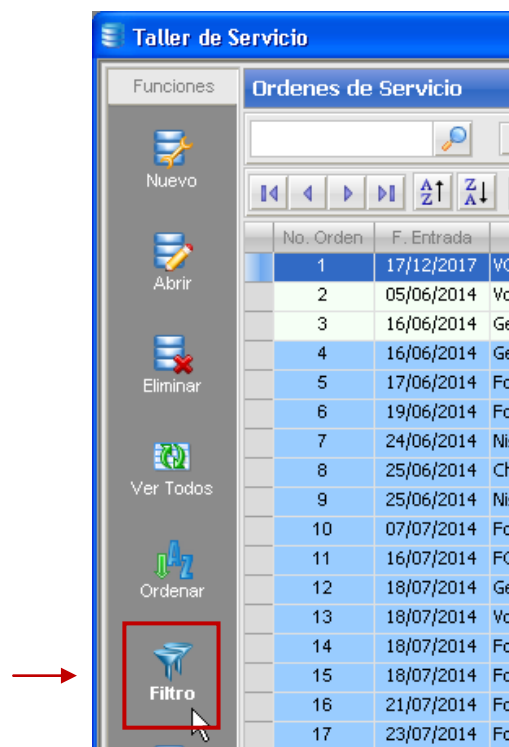 Taller de Servicio
Funciones
Ordenes de Servicio
Nuevo
Abrir
Eliminar
Ver Todos
Ordenar
Filtro
No. Orden F. Entrada
1 17/12/2017
2 05/06/2014
3 16/06/2014
4 16/06/2014
5 17/06/2014
6 19/06/2014
7 24/06/2014
8 25/06/2014
9 25/06/2014
10 07/07/2014
11 16/07/2014
12 18/07/2014
13 18/07/2014
14 18/07/2014
15 18/07/2014
16 21/07/2014
17 23/07/2014